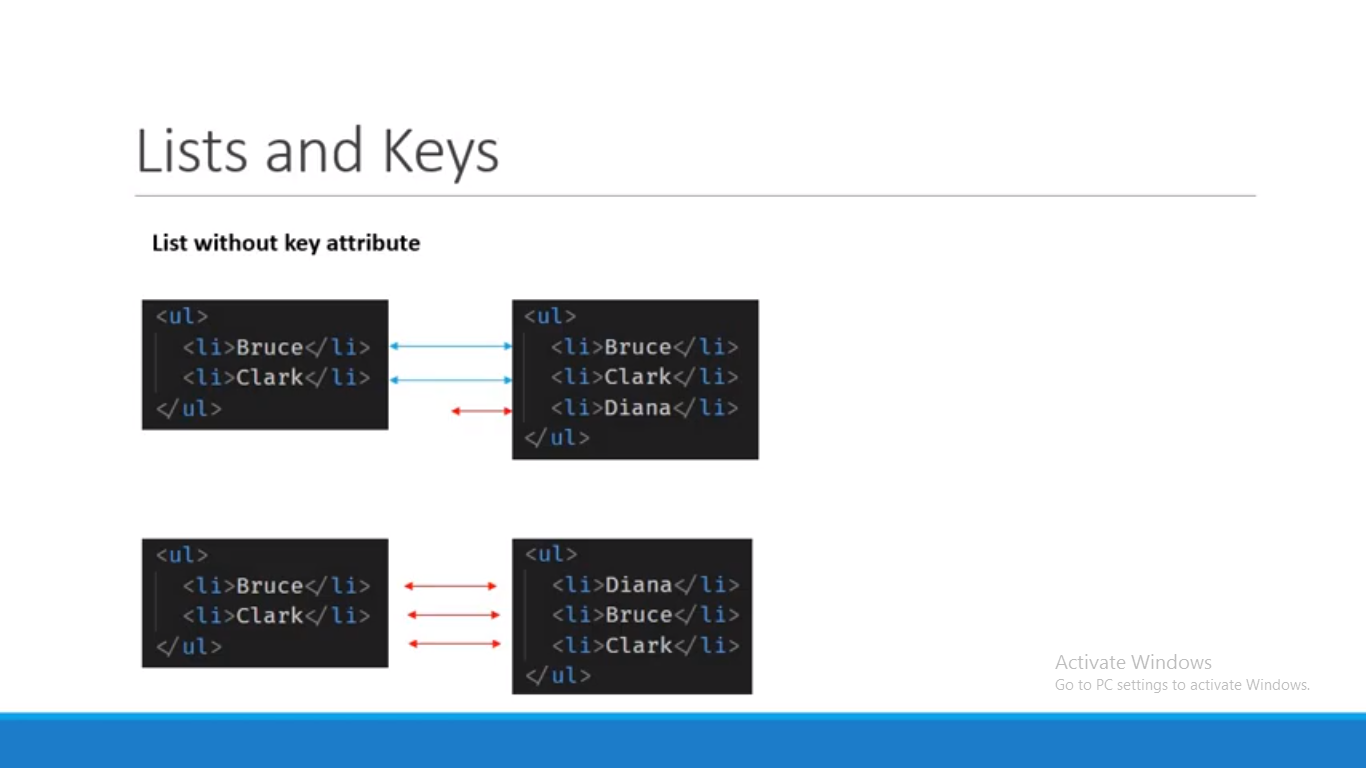 Lists and Keys
List without key attribute
<ul>
<li>Bruce</li>
<li>Clark</li>
</ul>
<ul>
<li>Bruce</li>
<li>Clark</li>
<li>Diana</li>
</ul>
<ul>
<li>Bruce</li>
<li>Clark</li>
</ul>
<ul>
<li>Diana</li>
<li>Bruce</li>
<li>Clark</li>
</ul>
Activate Windows
Go to PC settings to activate Windows.